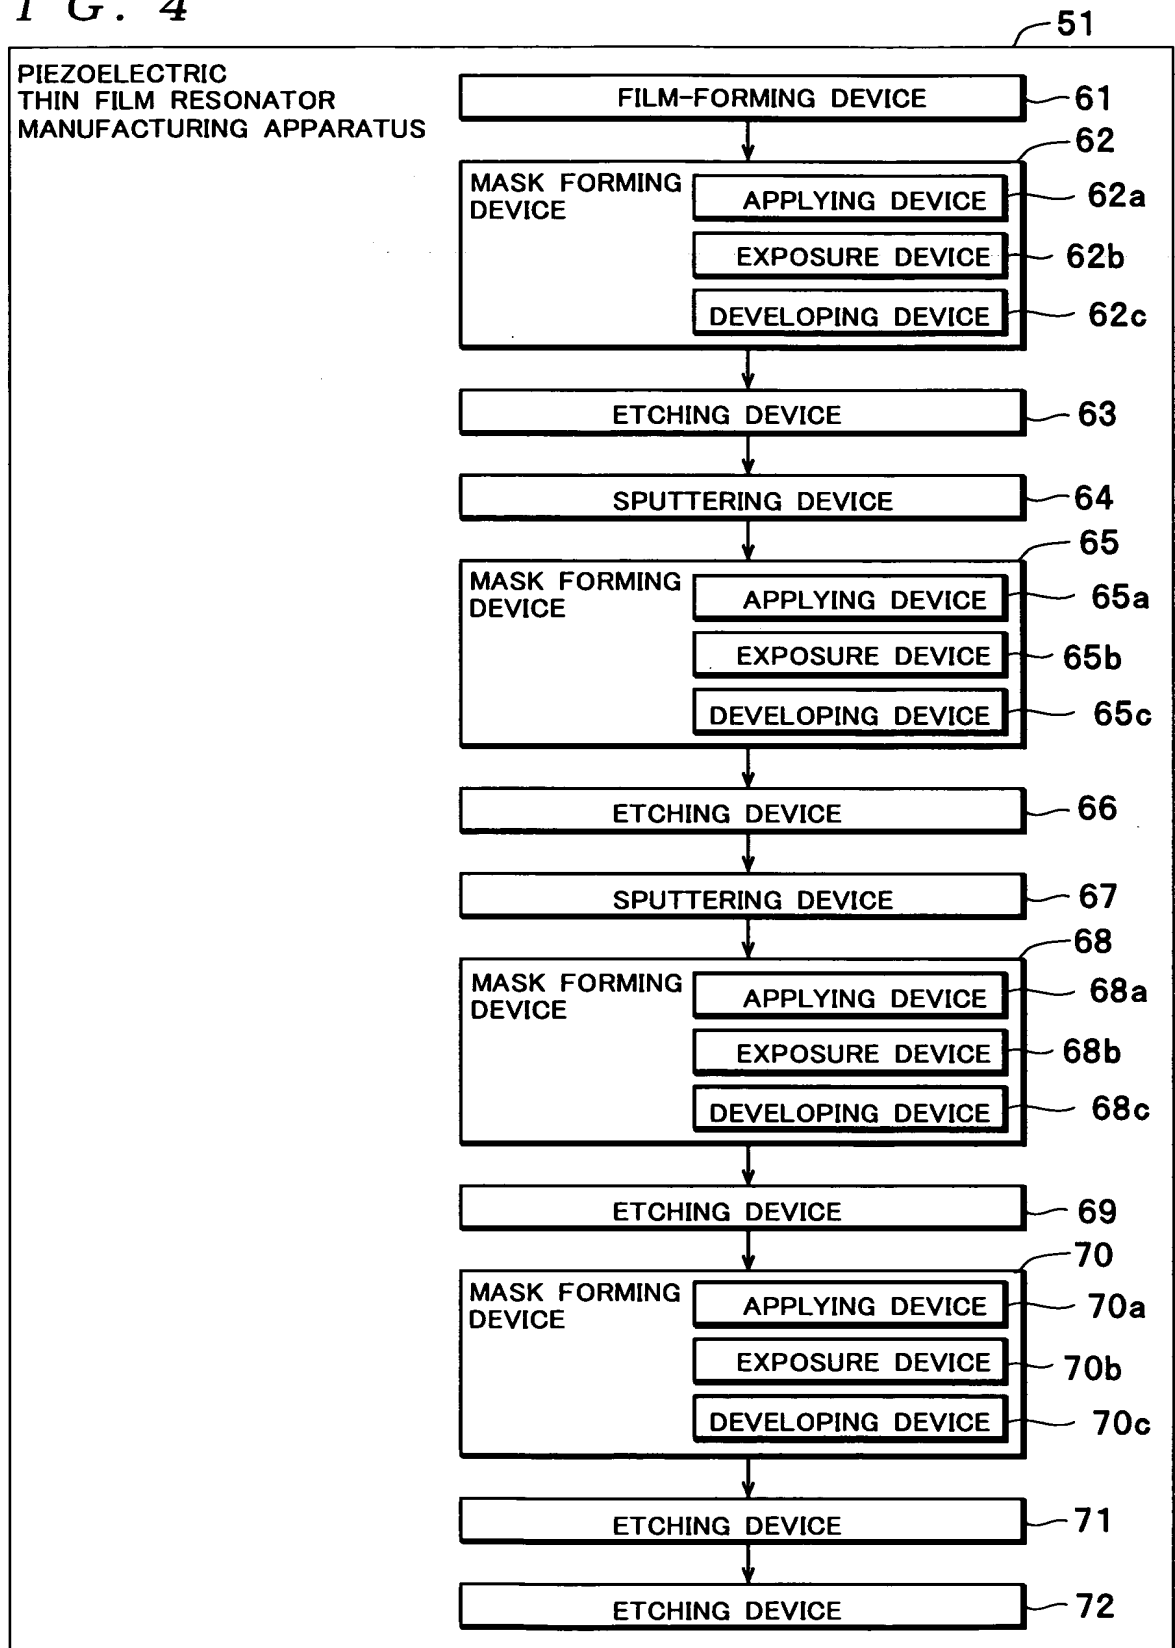 I G. 4
51
PIEZOELECTRIC
THIN FILM RESONATOR
MANUFACTURING APPARATUS
FILM-FORMING DEVICE 61
62
MASK FORMING
DEVICE
APPLYING DEVICE 62a
EXPOSURE DEVICE 62b
DEVELOPING DEVICE 62c
ETCHING DEVICE 63
SPUTTERING DEVICE 64
65
MASK FORMING
DEVICE
APPLYING DEVICE 65a
EXPOSURE DEVICE 65b
DEVELOPING DEVICE 65c
ETCHING DEVICE 66
SPUTTERING DEVICE 67
68
MASK FORMING
DEVICE
APPLYING DEVICE 68a
EXPOSURE DEVICE 68b
DEVELOPING DEVICE 68c
ETCHING DEVICE 69
70
MASK FORMING
DEVICE
APPLYING DEVICE 70a
EXPOSURE DEVICE 70b
DEVELOPING DEVICE 70c
ETCHING DEVICE 71
ETCHING DEVICE 72